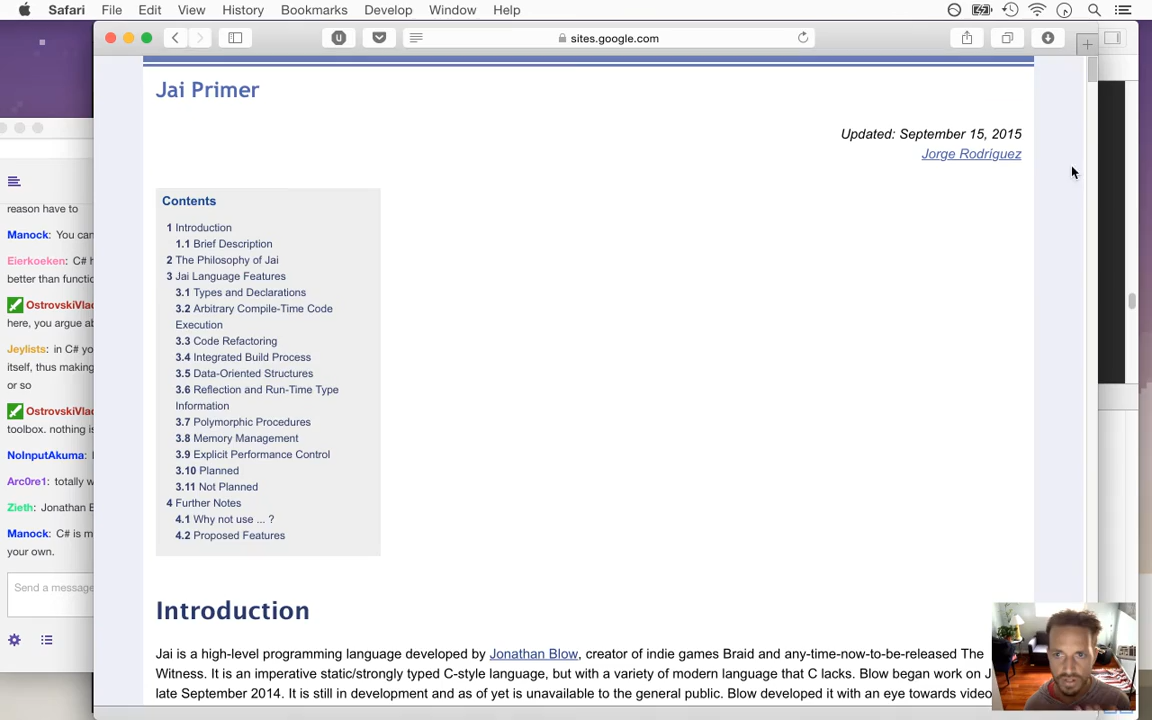 Safari File Edit View History Bookmarks Develop Window Help
sites.google.com
Jai Primer
Updated: September 15, 2015
Jorge Rodriguez
Contents
1 Introduction
1.1 Brief Description
2 The Philosophy of Jai
3 Jai Language Features
3.1 Types and Declarations
3.2 Arbitrary Compile-Time Code
Execution
3.3 Code Refactoring
3.4 Integrated Build Process
3.5 Data-Oriented Structures
3.6 Reflection and Run-Time Type
Information
3.7 Polymorphic Procedures
3.8 Memory Management
3.9 Explicit Performance Control
3.10 Planned
3.11 Not Planned
4 Further Notes
4.1 Why not use ... ?
4.2 Proposed Features
Introduction
Jai is a high-level programming language developed by Jonathan Blow, creator of indie games Braid and any-time-now-to-be-released The
Witness. It is an imperative static/strongly typed C-style language, but with a variety of modern language that C lacks. Blow began work on J
late September 2014. It is still in development and as of yet is unavailable to the general public. Blow developed it with an eye towards video
reason have to
Manock: You can
Eierkoeken: C# h
better than functi
OstrovskiVla
here, you argue ab
Jeylists: in C# yo
itself, thus making
or so
OstrovskiVla
toolbox. nothing is
NoInputAkuma:
Arc0re1: totally w
Zieth: Jonathan B
Manock: C# is m
your own.
Send a message